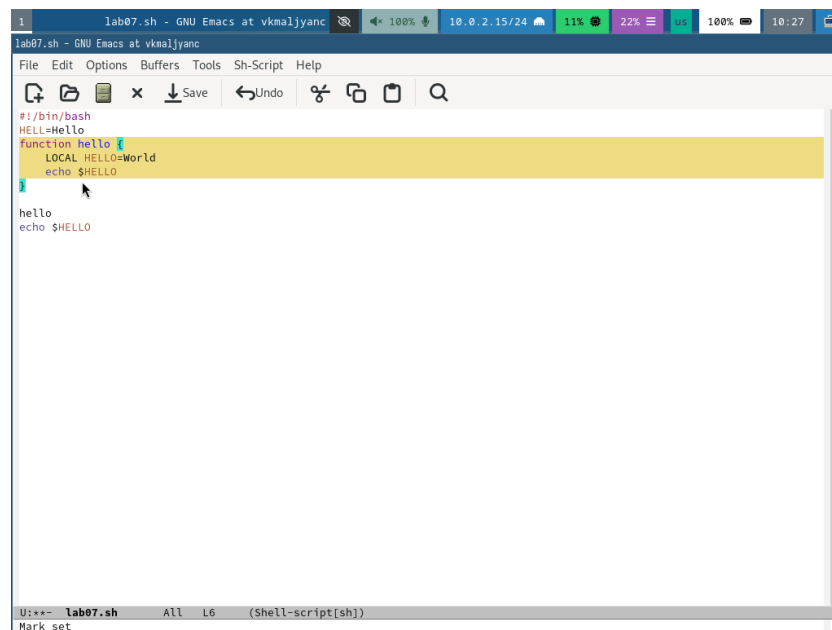 1 lab07.sh - GNU Emacs at vkmaljyanc 100% 10.0.2.15/24 11% 22% us 100% 10:27
lab07.sh - GNU Emacs at vkmaljyanc
File Edit Options Buffers Tools Sh-Script Help
Save Undo
#!/bin/bash
HELL=Hello
function hello {
    LOCAL HELLO=World
    echo $HELLO
}
hello
echo $HELLO
U:**- lab07.sh All L6 (Shell-script[sh])
Mark set